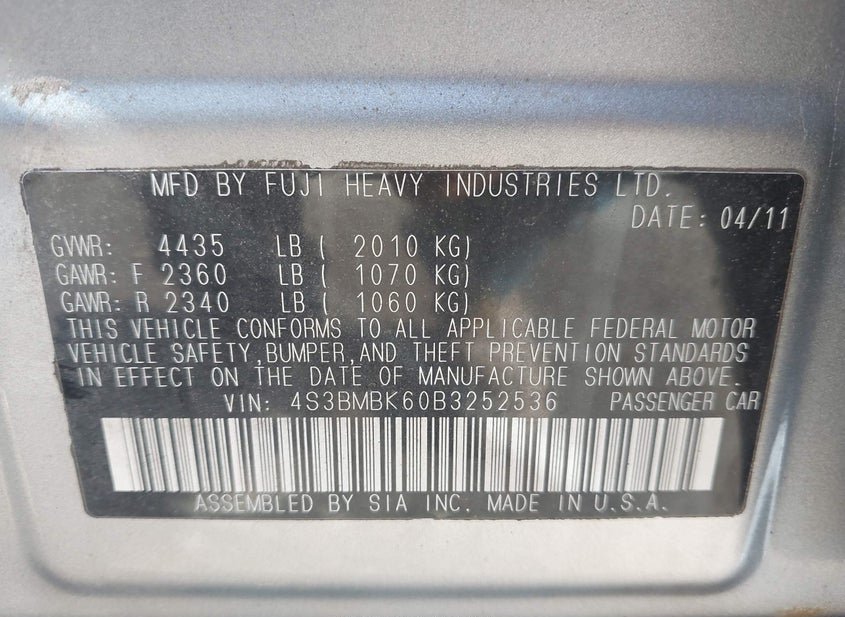 MFD BY FUJI HEAVY INDUSTRIES LTD.
DATE: 04/11
GVWR: 4435 LB ( 2010 KG)
GAWR: F 2360 LB ( 1070 KG)
GAWR: R 2340 LB ( 1060 KG)
THIS VEHICLE CONFORMS TO ALL APPLICABLE FEDERAL MOTOR
VEHICLE SAFETY,BUMPER,AND THEFT PREVENTION STANDARDS
IN EFFECT ON THE DATE OF MANUFACTURE SHOWN ABOVE.
VIN: 4S3BMBK60B3252536 PASSENGER CAR
ASSEMBLED BY SIA INC. MADE IN U.S.A.